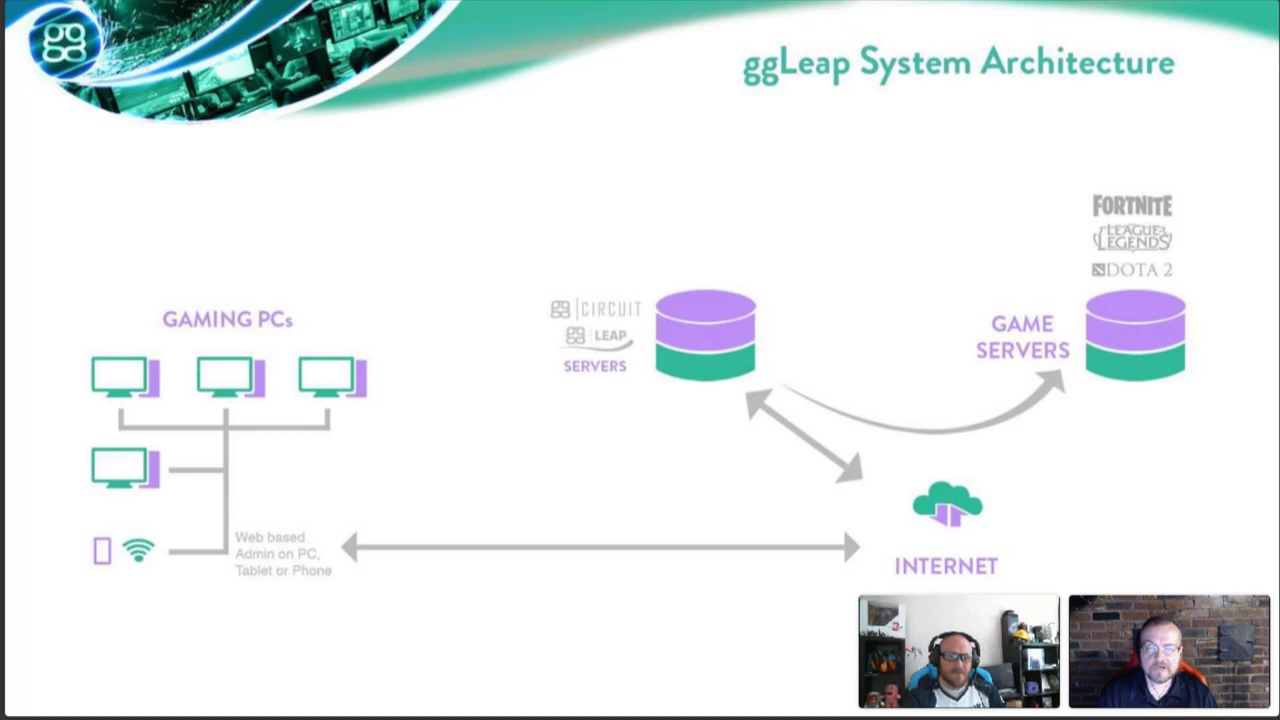 ggLeap System Architecture
FORTNITE
LEAGUE
LEGENDS
DOTA 2
GAMING PCs
CIRCUIT
LEAP
SERVERS
GAME
SERVERS
Web based
Admin on PC,
Tablet or Phone
INTERNET